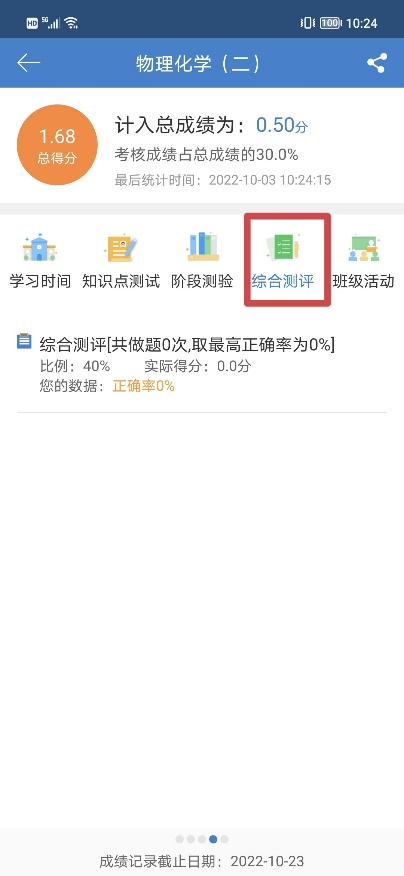 HD 5G 100 10:24
物理化学（二）
1.68
总得分
计入总成绩为：0.50分
考核成绩占总成绩的30.0%
最后统计时间：2022-10-03 10:24:15
学习时间 知识点测试 阶段测验 综合测评 班级活动
综合测评[共做题0次,取最高正确率为0%]
比例：40% 实际得分：0.0分
您的数据：正确率0%
成绩记录截止日期：2022-10-23